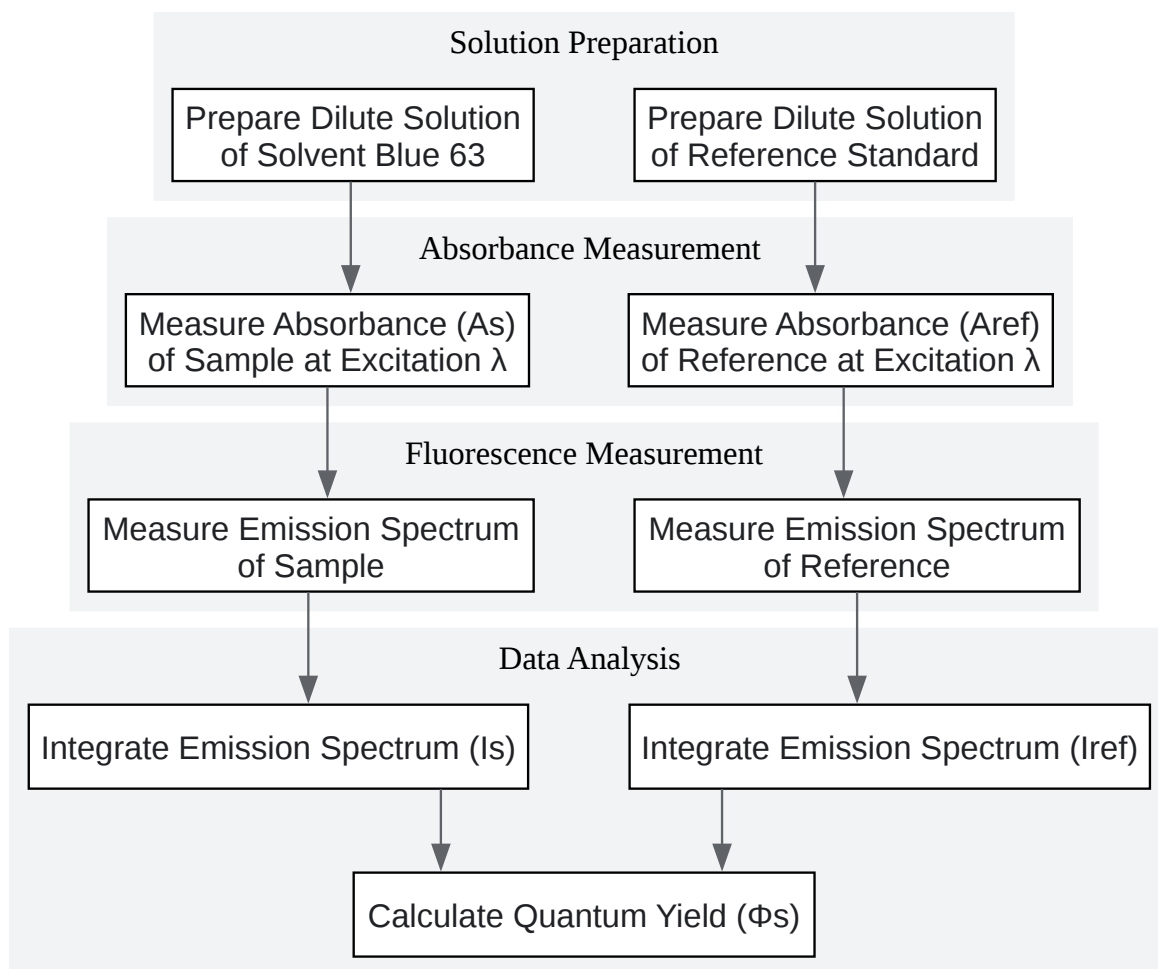 Solution Preparation
Prepare Dilute Solution
of Solvent Blue 63
Prepare Dilute Solution
of Reference Standard
Absorbance Measurement
Measure Absorbance (As)
of Sample at Excitation λ
Measure Absorbance (Aref)
of Reference at Excitation λ
Fluorescence Measurement
Measure Emission Spectrum
of Sample
Measure Emission Spectrum
of Reference
Data Analysis
Integrate Emission Spectrum (Is)
Integrate Emission Spectrum (Iref)
Calculate Quantum Yield (Φs)